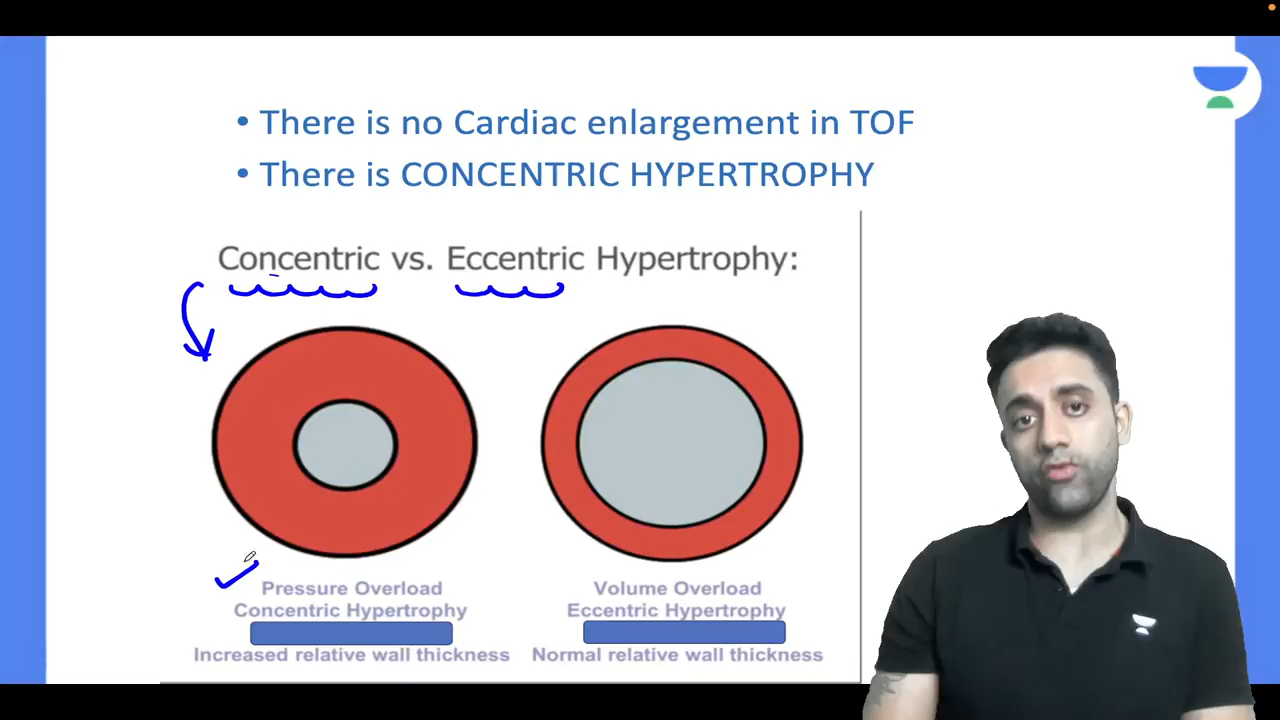 • There is no Cardiac enlargement in TOF
• There is CONCENTRIC HYPERTROPHY
Concentric vs. Eccentric Hypertrophy:
Pressure Overload
Concentric Hypertrophy
Increased relative wall thickness
Volume Overload
Eccentric Hypertrophy
Normal relative wall thickness